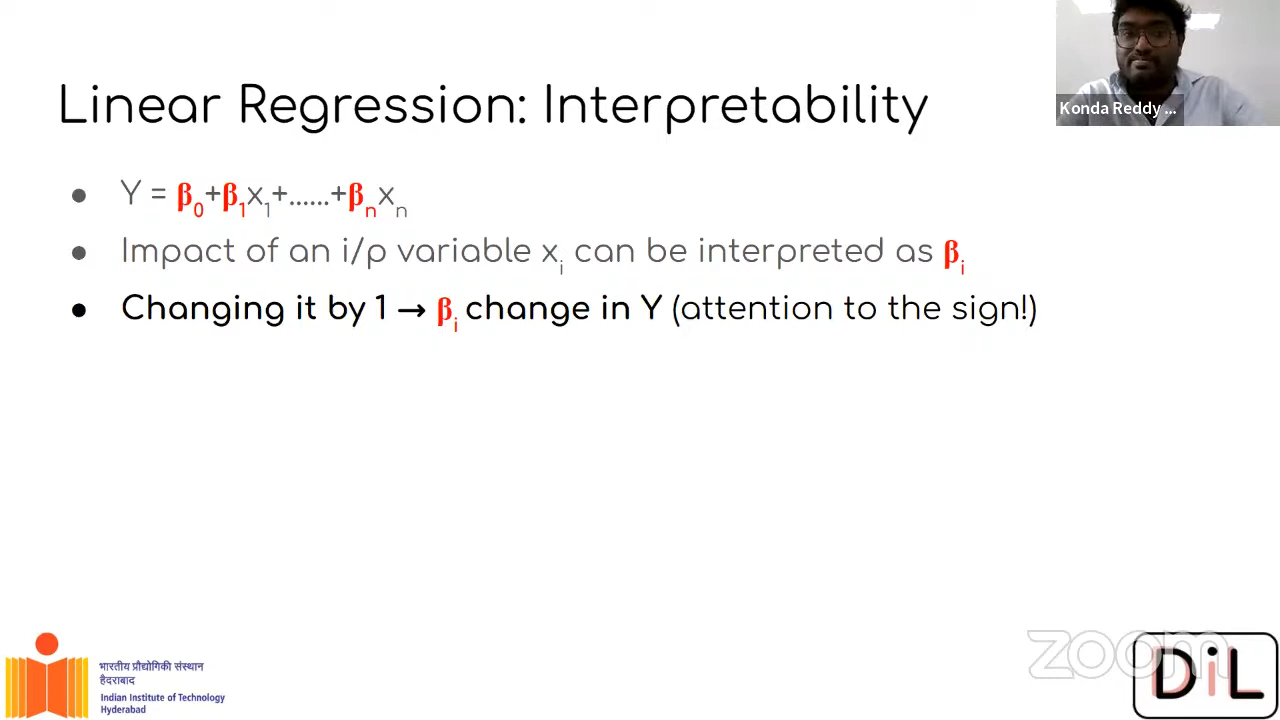 Konda Reddy ...
Linear Regression: Interpretability
● Y = β₀+β₁x₁+......+βₙxₙ
● Impact of an i/p variable xᵢ can be interpreted as βᵢ
● Changing it by 1 → βᵢ change in Y (attention to the sign!)
भारतीय प्रौद्योगिकी संस्थान
हैदराबाद
Indian Institute of Technology
Hyderabad
zoom
DiL